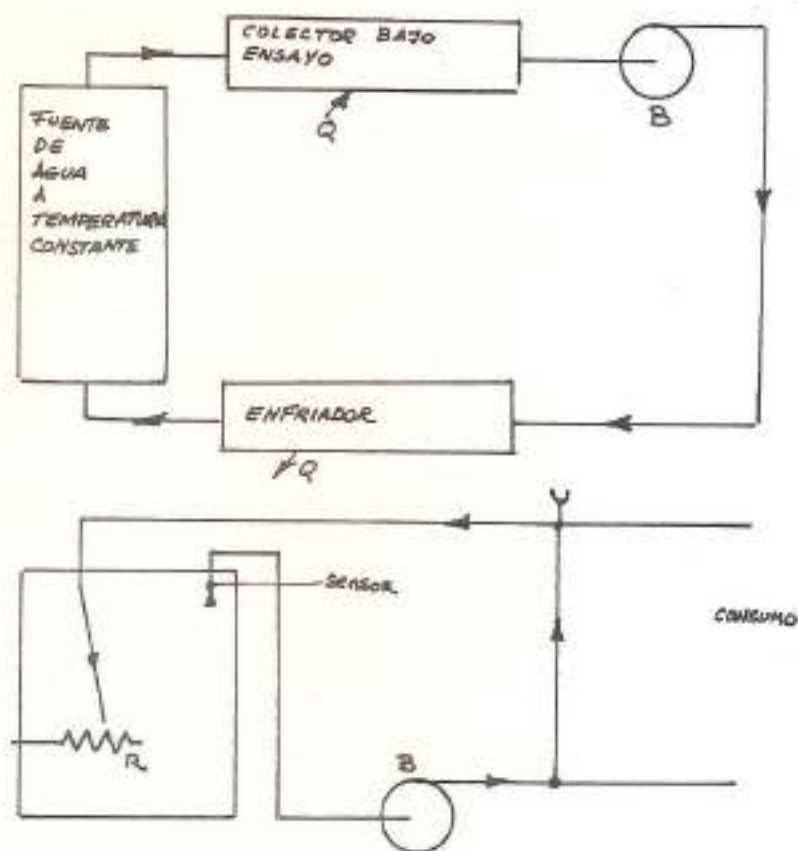 COLECTOR BAJO
ENSAYO
Q
B
FUENTE
DE
AGUA
A
TEMPERATURA
CONSTANTE
ENFRIADOR
Q
SENSOR
CONSUMO
R
B